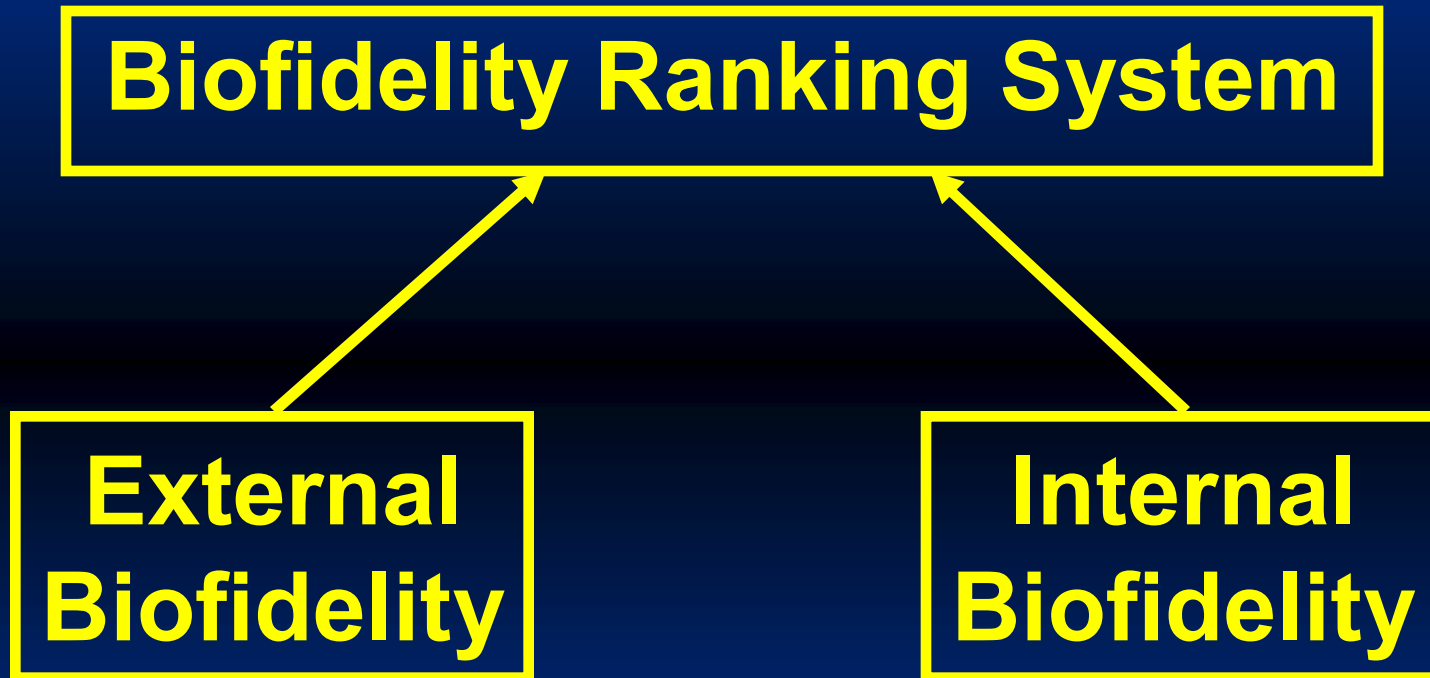 Biofidelity Ranking System
External
Biofidelity
Internal
Biofidelity